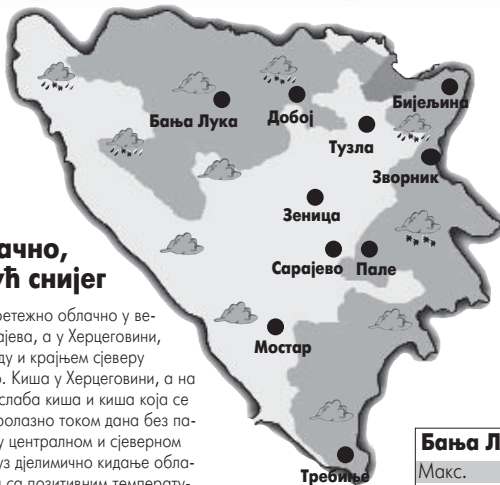 Бања Лука
Добој
Бијељина
Тузла
Зворник
Зеница
Сарајево
Пале
Мостар
Требиње
ачно,
ућ снијег
ретежно облачно у ве-
ајева, а у Херцеговини,
ду и крајњем сјеверу
о. Киша у Херцеговини, а на
слаба киша и киша која се
ролазно током дана без па-
у централном и сјеверном
уз дјелимично кидање обла-
са позитивним температу-
Бања Л
Макс.